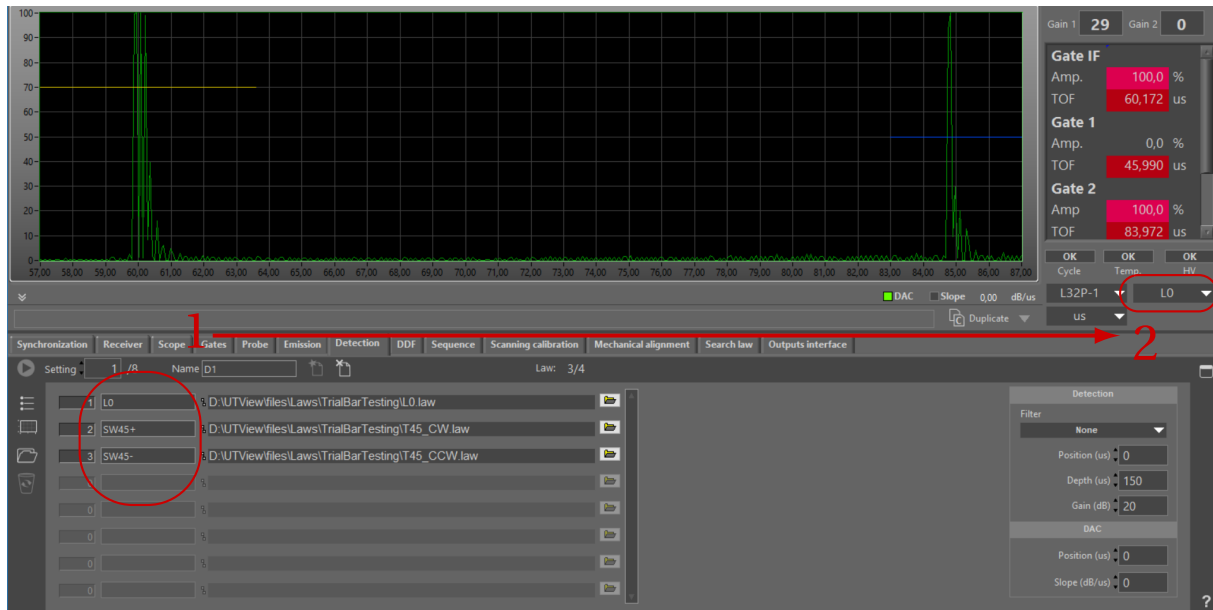 100
90
80
70
60
50
40
30
20
10
0
57,00 58,00 59,00 60,00 61,00 62,00 63,00 64,00 65,00 66,00 67,00 68,00 69,00 70,00 71,00 72,00 73,00 74,00 75,00 76,00 77,00 78,00 79,00 80,00 81,00 82,00 83,00 84,00 85,00 86,00 87,00
Gain 1 29 Gain 2 0
Gate IF
Amp. 100,0 %
TOF 60,172 us
Gate 1
Amp. 0,0 %
TOF 45,990 us
Gate 2
Amp 100,0 %
TOF 83,972 us
OK OK OK
Cycle Temp. HV
L32P-1 L0
us
DAC Slope 0,00 dB/us
Duplicate
1 2
Synchronization Receiver Scope Gates Probe Emission Detection DDF Sequence Scanning calibration Mechanical alignment Search law Outputs interface
Setting 1 /8 Name D1 Law: 3/4
1 L0 % D:\UTView\files\Laws\TrialBarTesting\L0.law
2 SW45+ % D:\UTView\files\Laws\TrialBarTesting\T45_CW.law
3 SW45- % D:\UTView\files\Laws\TrialBarTesting\T45_CCW.law
0 %
0 %
0 %
0 %
0 %
Detection
Filter
None
Position (us) 0
Depth (us) 150
Gain (dB) 20
DAC
Position (us) 0
Slope (dB/us) 0
?